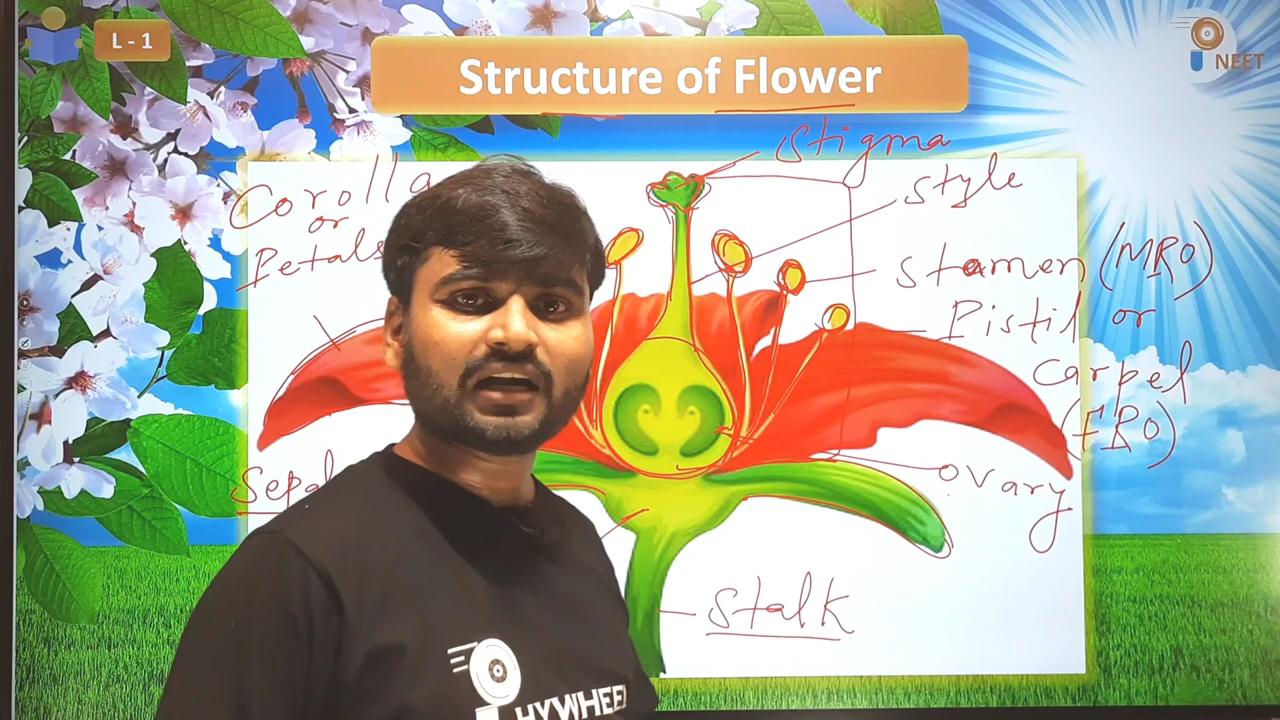 L - 1
Structure of Flower
NEET
Stigma
Corolla
or
Petals
Style
Stamen (MRO)
Pistil or
Carpel
(FRO)
Sepal
Ovary
Stalk
HYWHEEL